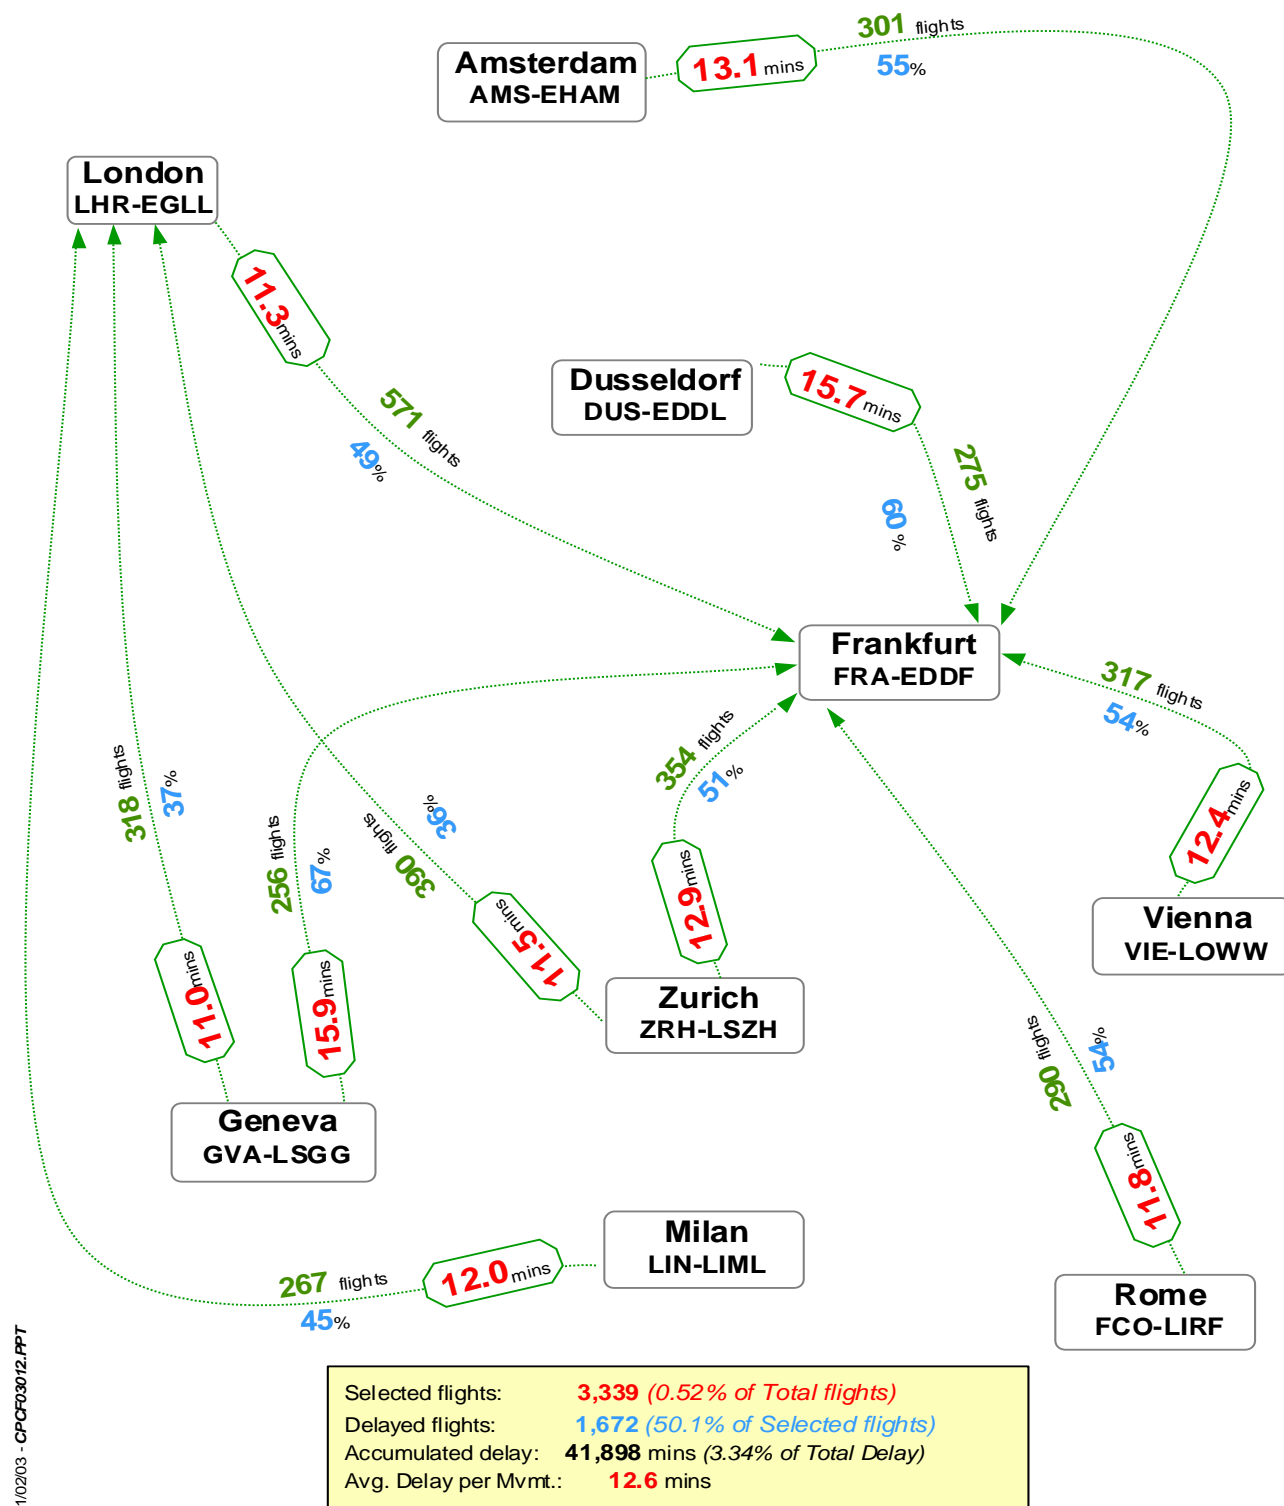 301 flights
55%
13.1 mins
Amsterdam
AMS-EHAM
London
LHR-EGLL
11.3 mins
571 flights
49%
Dusseldorf
DUS-EDDL
15.7 mins
275 flights
60 %
Frankfurt
FRA-EDDF
317 flights
54%
12.4 mins
Vienna
VIE-LOWW
354 flights
51%
12.9 mins
318 flights
37%
256 flights
67%
36%
390 flights
11.5 mins
Zurich
ZRH-LSZH
11.0 mins
15.9 mins
Geneva
GVA-LSGG
290 flights
54%
11.8 mins
Rome
FCO-LIRF
Milan
LIN-LIML
12.0 mins
267 flights
45%
1/02/03 - CPCF03012.PPT
Selected flights: 3,339 (0.52% of Total flights)
Delayed flights: 1,672 (50.1% of Selected flights)
Accumulated delay: 41,898 mins (3.34% of Total Delay)
Avg. Delay per Mvmt.: 12.6 mins